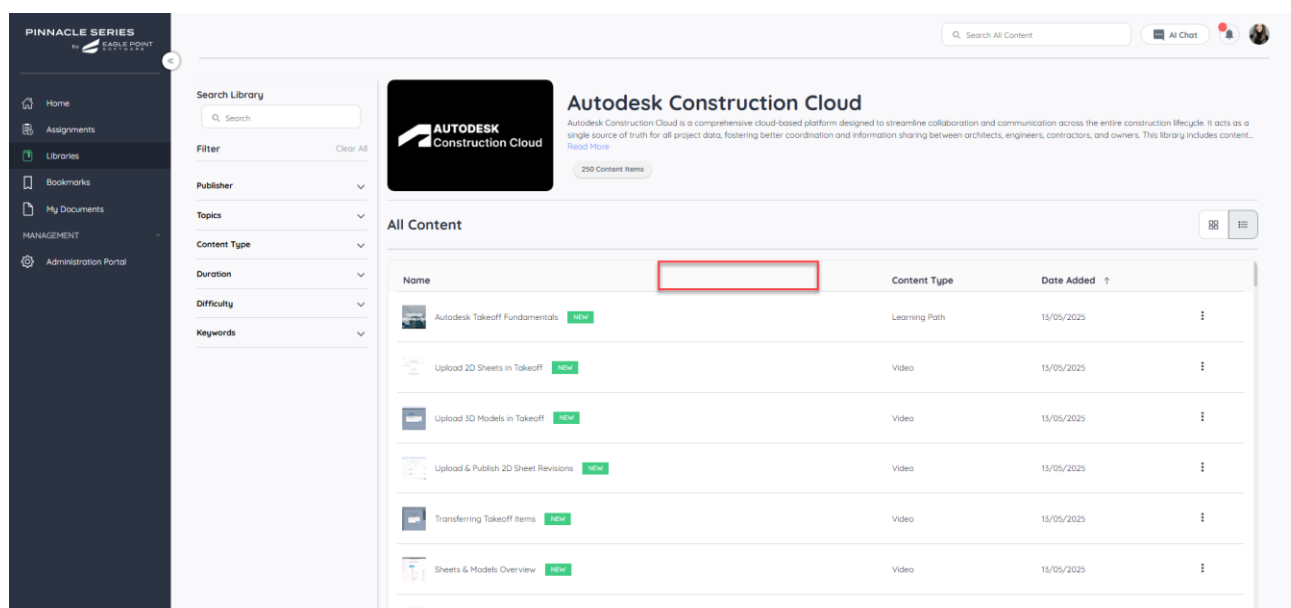 PINNACLE SERIES
BY EAGLE POINT
SOFTWARE
Home
Assignments
Libraries
Bookmarks
My Documents
MANAGEMENT
Administration Portal
Search All Content
AI Chat
Search Library
Search
Filter Clear All
Publisher
Topics
Content Type
Duration
Difficulty
Keywords
AUTODESK
Construction Cloud
Autodesk Construction Cloud
Autodesk Construction Cloud is a comprehensive cloud-based platform designed to streamline collaboration and communication across the entire construction lifecycle. It acts as a
single source of truth for all project data, fostering better coordination and information sharing between architects, engineers, contractors, and owners. This library includes content...
Read More
250 Content Items
All Content
Name Content Type Date Added
Autodesk Takeoff Fundamentals NEW Learning Path 13/05/2025
Upload 2D Sheets in Takeoff NEW Video 13/05/2025
Upload 3D Models in Takeoff NEW Video 13/05/2025
Upload & Publish 2D Sheet Revisions NEW Video 13/05/2025
Transferring Takeoff Items NEW Video 13/05/2025
Sheets & Models Overview NEW Video 13/05/2025